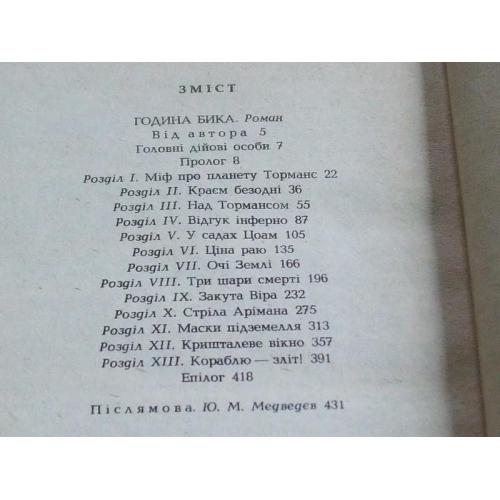 ЗМІСТ
ГОДИНА БИКА. Роман
Від автора 5
Головні дійові особи 7
Пролог 8
Розділ I. Міф про планету Торманс 22
Розділ II. Краєм безодні 36
Розділ III. Над Тормансом 55
Розділ IV. Відгук інферно 87
Розділ V. У садах Цоам 105
Розділ VI. Ціна раю 135
Розділ VII. Очі Землі 166
Розділ VIII. Три шари смерті 196
Розділ IX. Закута Віра 232
Розділ X. Стріла Арімана 275
Розділ XI. Маски підземелля 313
Розділ XII. Кришталеве вікно 357
Розділ XIII. Кораблю — зліт! 391
Епілог 418
Післямова. Ю. М. Медведєв 431